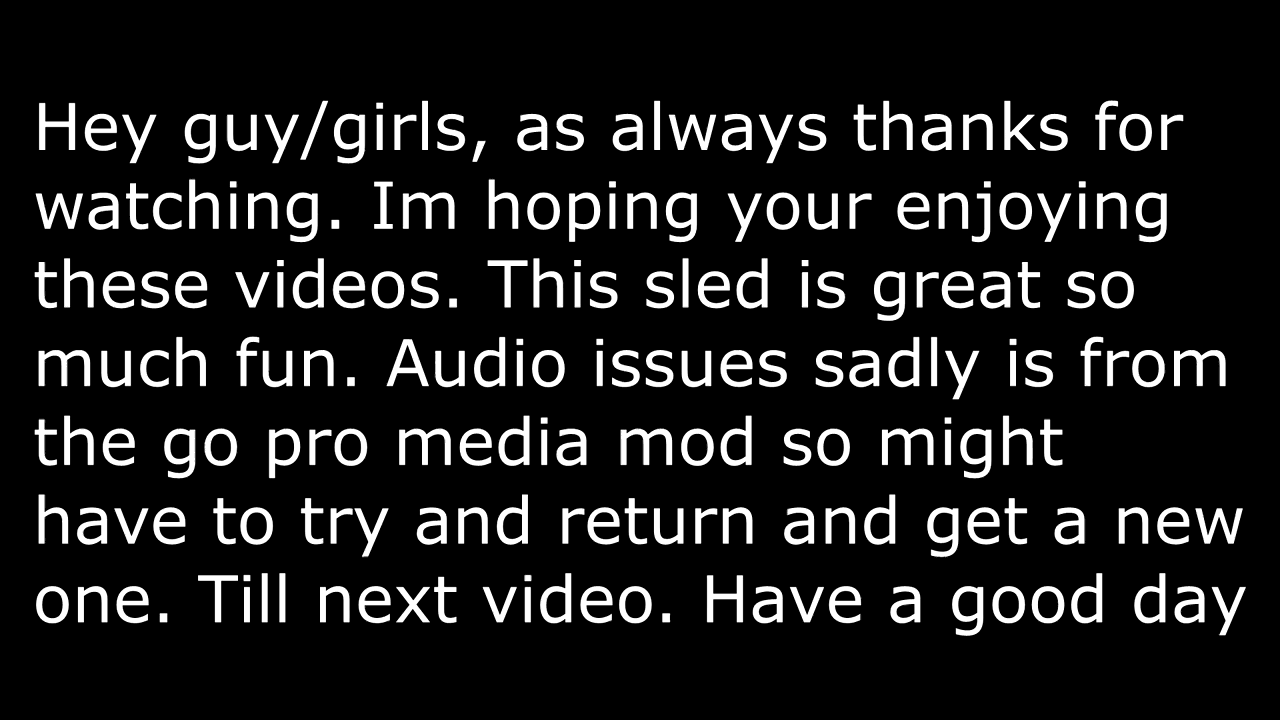 Hey guy/girls, as always thanks for
watching. Im hoping your enjoying
these videos. This sled is great so
much fun. Audio issues sadly is from
the go pro media mod so might
have to try and return and get a new
one. Till next video. Have a good day